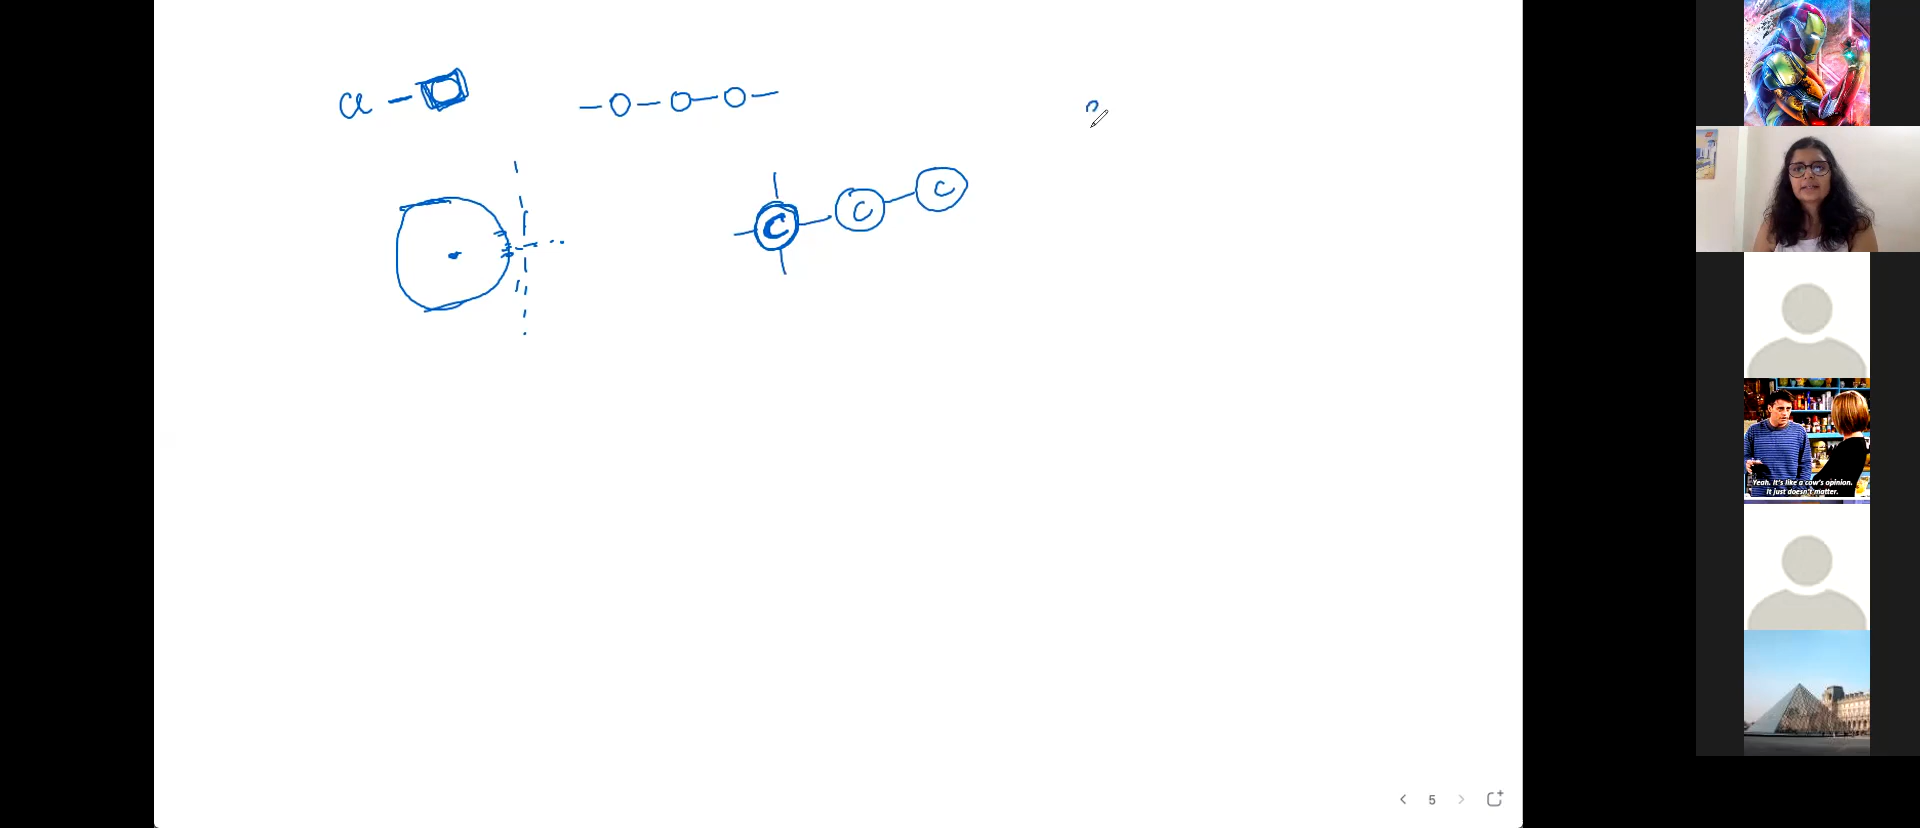 Cl - O
- O - O - O -
C - C - C
Yeah. It's like a cow's opinion.
It just doesn't matter.
5